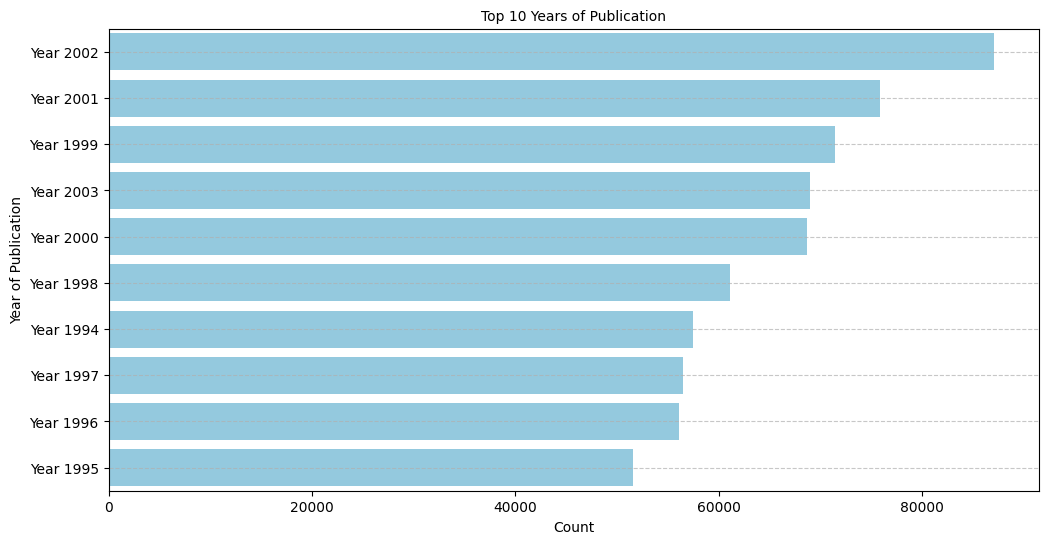 Top 10 Years of Publication
Year of Publication
Year 2002
Year 2001
Year 1999
Year 2003
Year 2000
Year 1998
Year 1994
Year 1997
Year 1996
Year 1995
0 20000 40000 60000 80000
Count